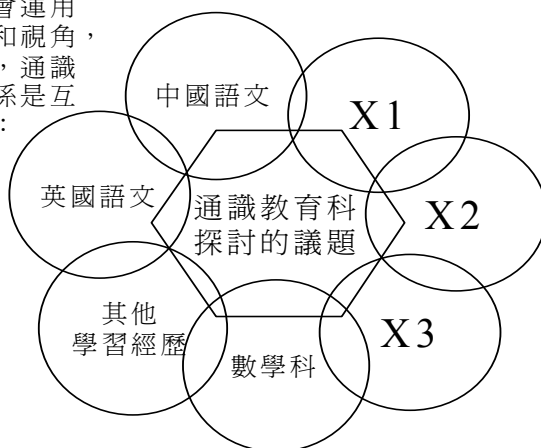 會運用
和視角，
，通識
係是互
：
中國語文
X1
英國語文
通識教育科
探討的議題
X2
其他
學習經歷
數學科
X3